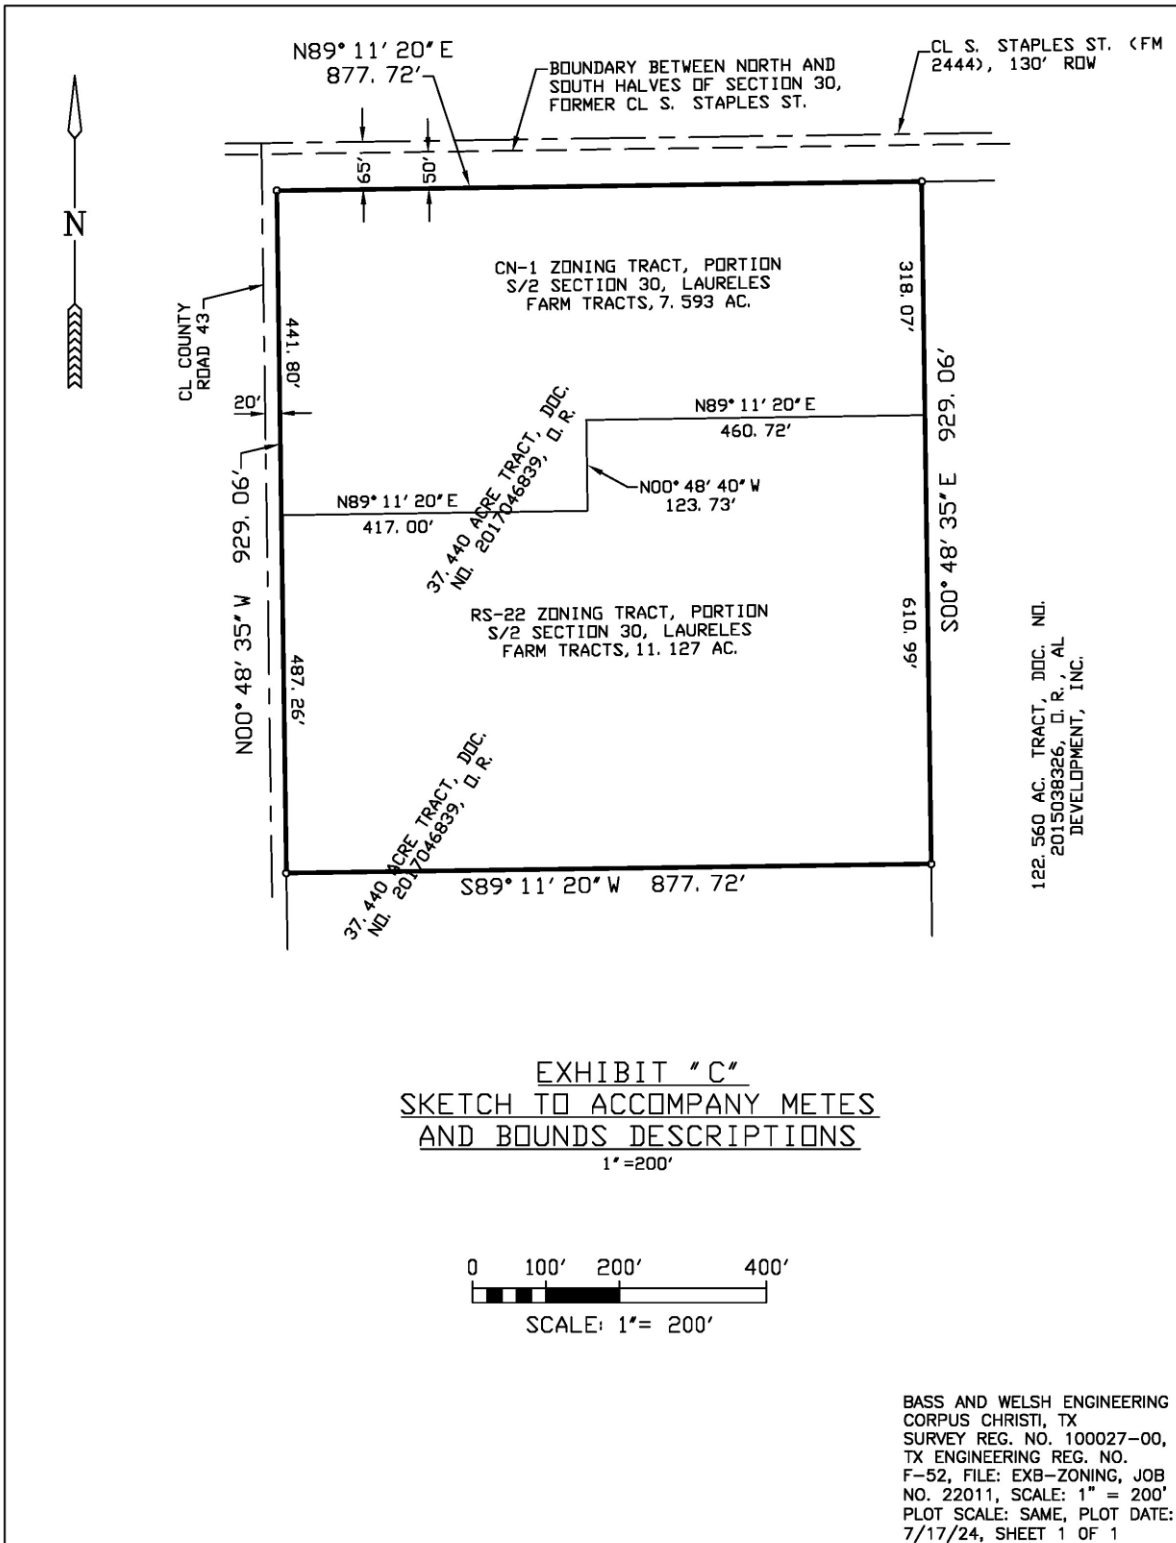 N89° 11' 20" E
877. 72'
BOUNDARY BETWEEN NORTH AND
SOUTH HALVES OF SECTION 30,
FORMER CL S. STAPLES ST.
CL S. STAPLES ST. (FM
2444), 130' ROW
65'
50'
N
CL COUNTY
ROAD 43
CN-1 ZONING TRACT, PORTION
S/2 SECTION 30, LAURELES
FARM TRACTS, 7. 593 AC.
318. 07'
441. 80'
20'
N00° 48' 35" W 929. 06'
S00° 48' 35" E 929. 06'
37. 440 ACRE TRACT, DOC.
NO. 2017046839, O. R.
N89° 11' 20" E
460. 72'
N00° 48' 40" W
123. 73'
N89° 11' 20" E
417. 00'
RS-22 ZONING TRACT, PORTION
S/2 SECTION 30, LAURELES
FARM TRACTS, 11. 127 AC.
610. 99'
487. 26'
122. 560 AC. TRACT, DOC. NO.
2015038326, O. R. , AL
DEVELOPMENT, INC.
37. 440 ACRE TRACT, DOC.
NO. 2017046839, O. R.
S89° 11' 20" W 877. 72'
EXHIBIT "C"
SKETCH TO ACCOMPANY METES
AND BOUNDS DESCRIPTIONS
1"=200'
0 100' 200' 400'
SCALE: 1"= 200'
BASS AND WELSH ENGINEERING
CORPUS CHRISTI, TX
SURVEY REG. NO. 100027-00,
TX ENGINEERING REG. NO.
F-52, FILE: EXB-ZONING, JOB
NO. 22011, SCALE: 1" = 200'
PLOT SCALE: SAME, PLOT DATE:
7/17/24, SHEET 1 OF 1